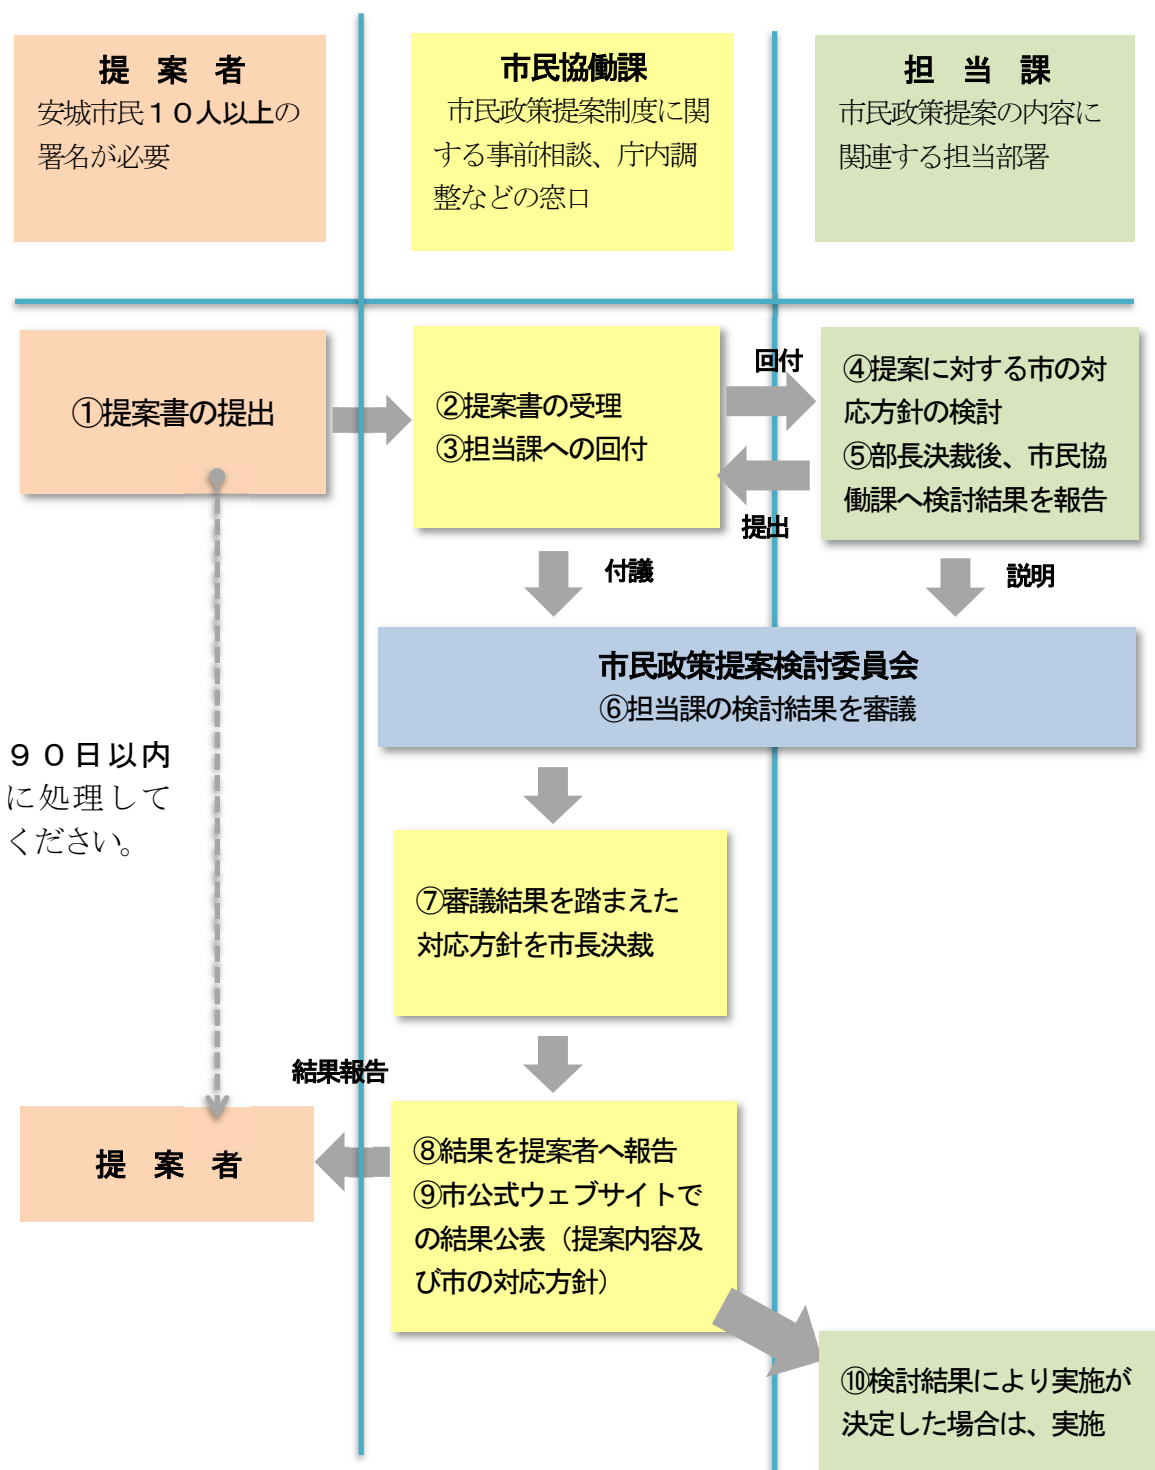 提 案 者
安城市民１０人以上の
署名が必要
市民協働課
市民政策提案制度に関
する事前相談、庁内調
整などの窓口
担 当 課
市民政策提案の内容に
関連する担当部署
①提案書の提出
②提案書の受理
③担当課への回付
回付
提出
④提案に対する市の対
応方針の検討
⑤部長決裁後、市民協
働課へ検討結果を報告
付議
説明
市民政策提案検討委員会
⑥担当課の検討結果を審議
９０日以内
に処理して
ください。
⑦審議結果を踏まえた
対応方針を市長決裁
結果報告
提 案 者
⑧結果を提案者へ報告
⑨市公式ウェブサイトで
の結果公表（提案内容及
び市の対応方針）
⑩検討結果により実施が
決定した場合は、実施